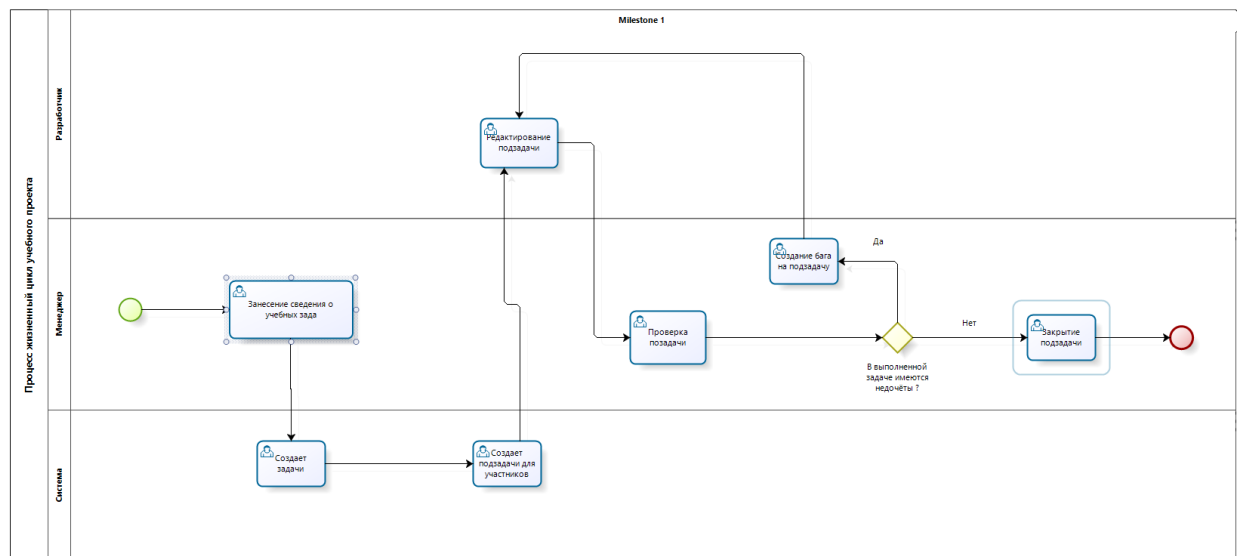 Milestone 1
Процесс жизненный цикл учебного проекта
Разработчик
Редактирование
подзадачи
Менеджер
Занесение сведения о
учебных зада
Проверка
позадачи
Создание бага
на подзадачу
Да
В выполненной
задаче имеются
недочёты ?
Нет
Закрытие
подзадачи
Система
Создает
задачи
Создает
подзадачи для
участников